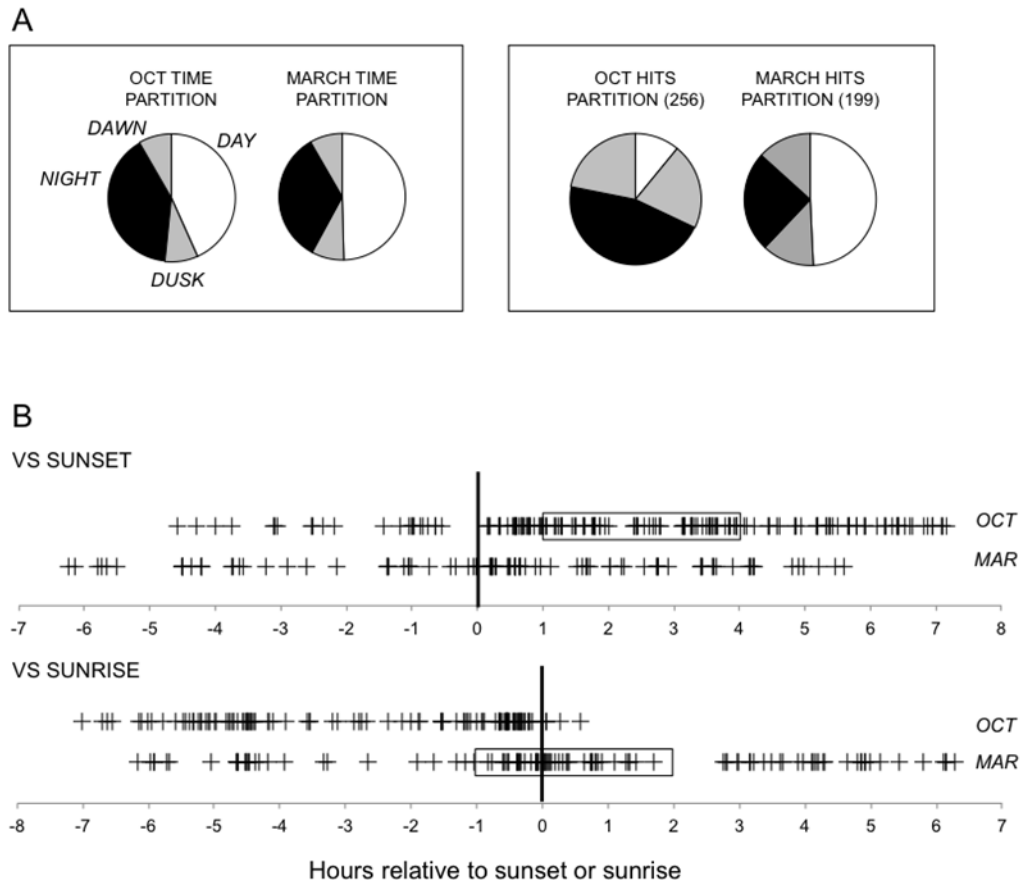 A
OCT TIME
PARTITION
MARCH TIME
PARTITION
OCT HITS
PARTITION (256)
MARCH HITS
PARTITION (199)
DAWN
DAY
NIGHT
DUSK
B
VS SUNSET
OCT
MAR
-7 -6 -5 -4 -3 -2 -1 0 1 2 3 4 5 6 7 8
VS SUNRISE
OCT
MAR
-8 -7 -6 -5 -4 -3 -2 -1 0 1 2 3 4 5 6 7
Hours relative to sunset or sunrise